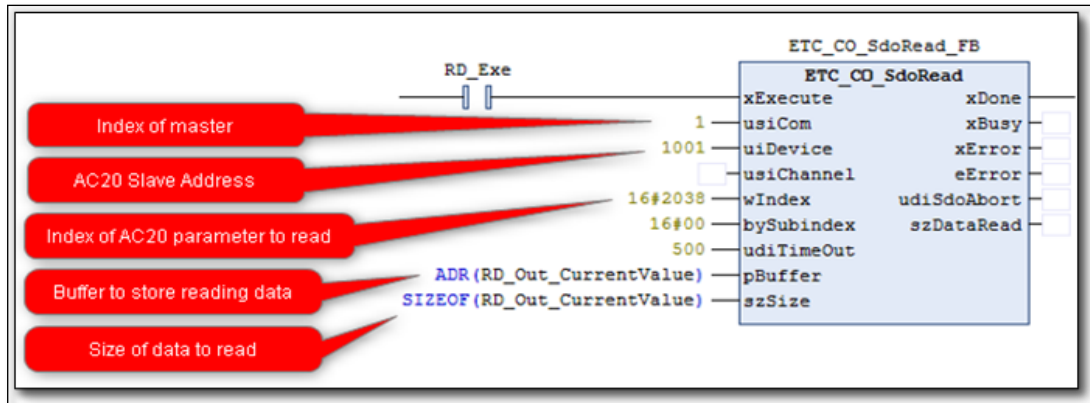 ETC_CO_SdoRead_FB
RD_Exe
ETC_CO_SdoRead
xExecute xDone
Index of master
1 usiCom xBusy
1001 uiDevice xError
AC20 Slave Address
usiChannel eError
16#2038 wIndex udiSdoAbort
Index of AC20 parameter to read
16#00 bySubindex szDataRead
500 udiTimeOut
ADR(RD_Out_CurrentValue) pBuffer
Buffer to store reading data
SIZEOF(RD_Out_CurrentValue) szSize
Size of data to read